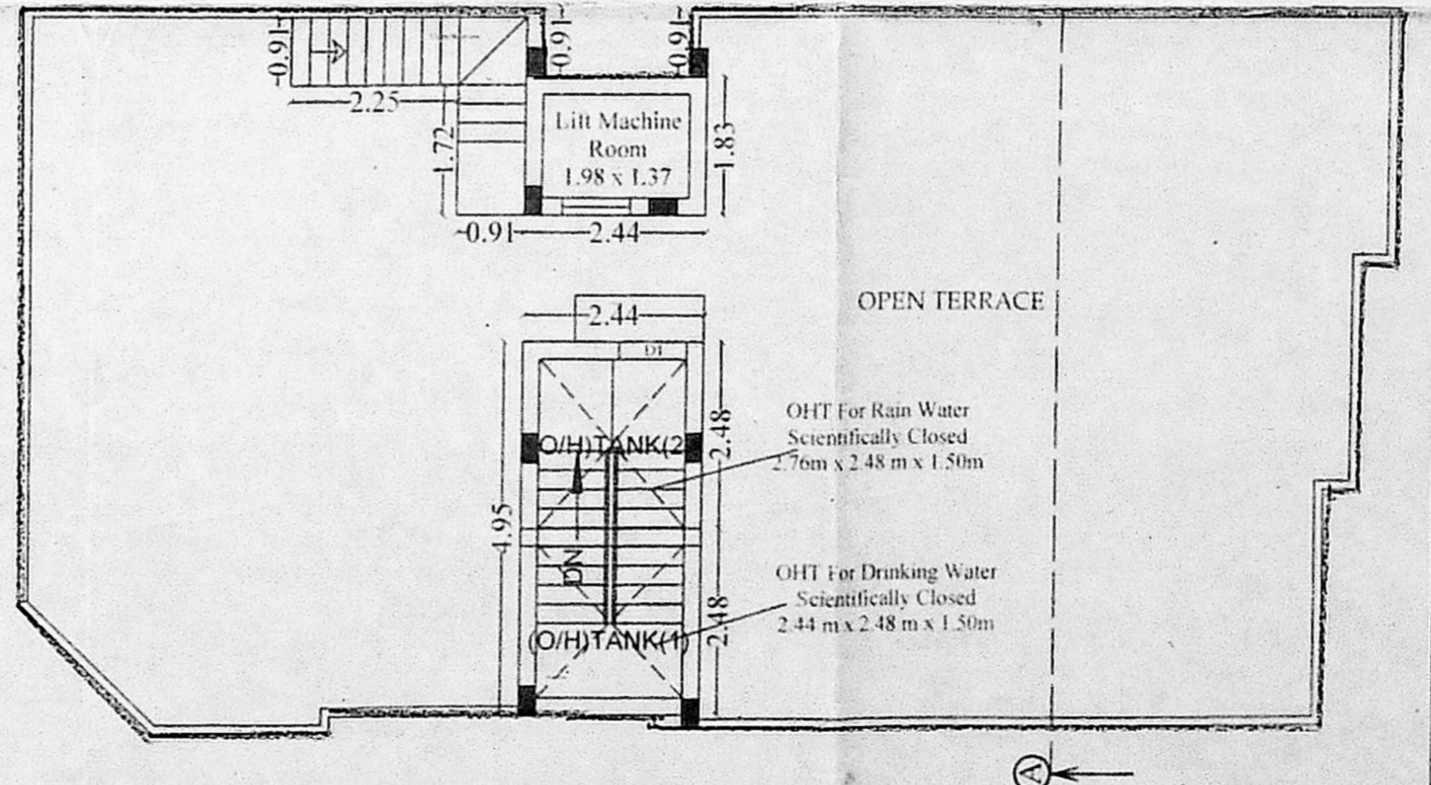 0.91
0.91
0.91
2.25
1.72
Lift Machine
Room
1.98 x 1.37
1.83
0.91
2.44
OPEN TERRACE
2.44
D1
OHT For Rain Water
Scientifically Closed
2.76m x 2.48 m x 1.50m
(O/H)TANK(2
2.48
4.95
DN
OHT For Drinking Water
Scientifically Closed
2.44 m x 2.48 m x 1.50m
2.48
(O/H)TANK(1)
A